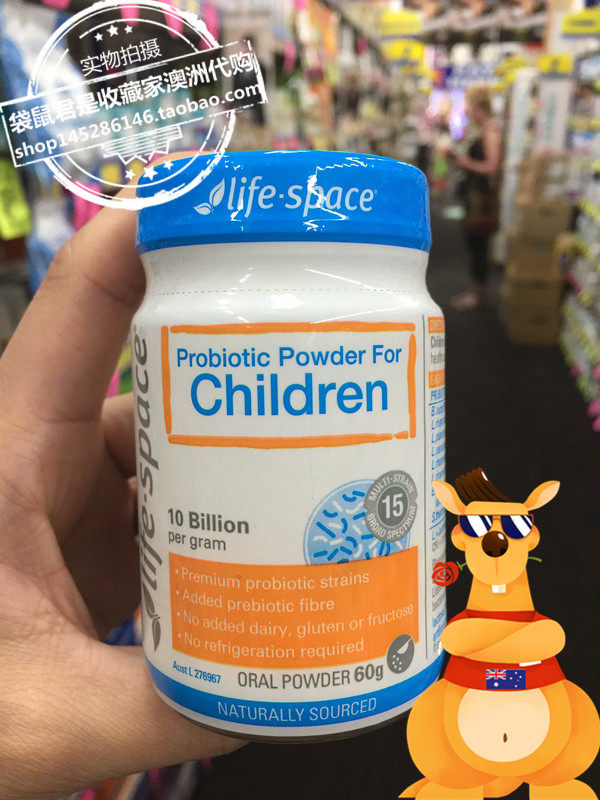 实物拍摄
袋鼠君是收藏家澳洲代购
shop145286146.taobao.com
life-space
Probiotic Powder For
Children
life-space
MULTI-STRAIN
15
BROAD SPECTRUM
10 Billion
per gram
• Premium probiotic strains
• Added prebiotic fibre
• No added dairy, gluten or fructose
• No refrigeration required
Aust L 276967
ORAL POWDER 60g
NATURALLY SOURCED